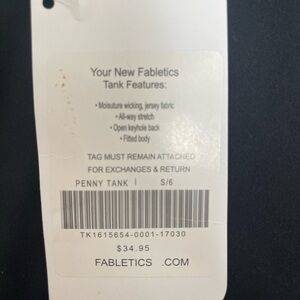 Your New Fabletics
Tank Features:
• Moisuture wicking, jersey fabric
• All-way stretch
• Open keyhole back
• Fitted body
TAG MUST REMAIN ATTACHED
FOR EXCHANGES & RETURN
PENNY TANK | S/6
TK1615654-0001-17030
$34.95
FABLETICS .COM